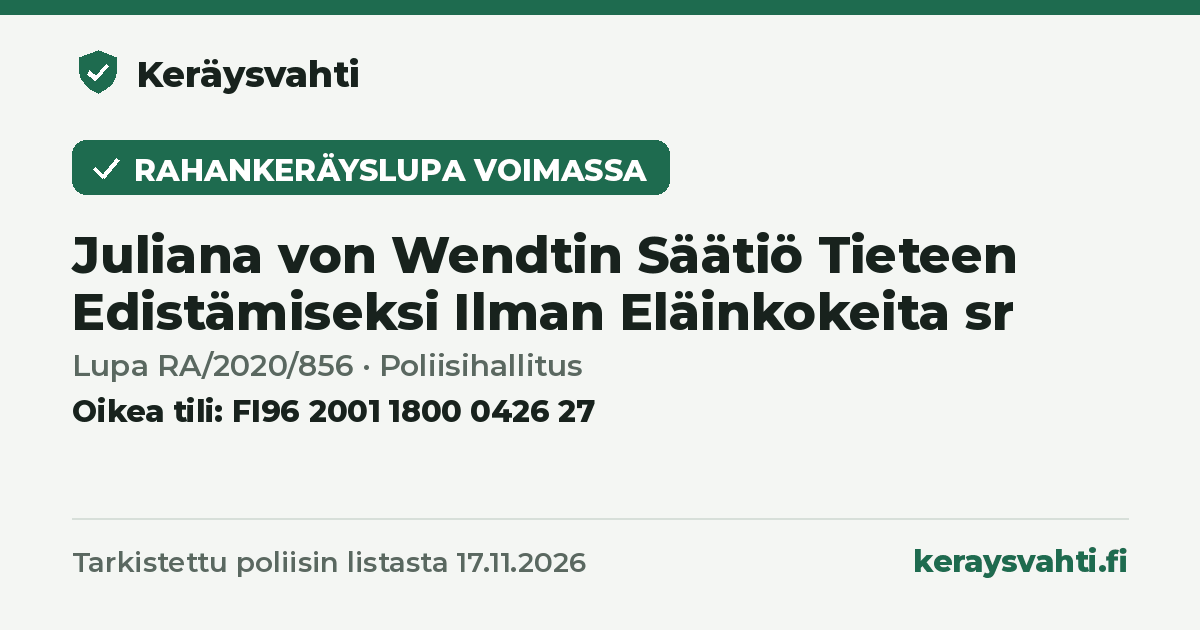 Keräysvahti
RAHANKERÄYSLUPA VOIMASSA
Juliana von Wendtin Säätiö Tieteen
Edistämiseksi Ilman Eläinkokeita sr
Lupa RA/2020/856 · Poliisihallitus
Oikea tili: FI96 2001 1800 0426 27
Tarkistettu poliisin listasta 17.11.2026
keraysvahti.fi